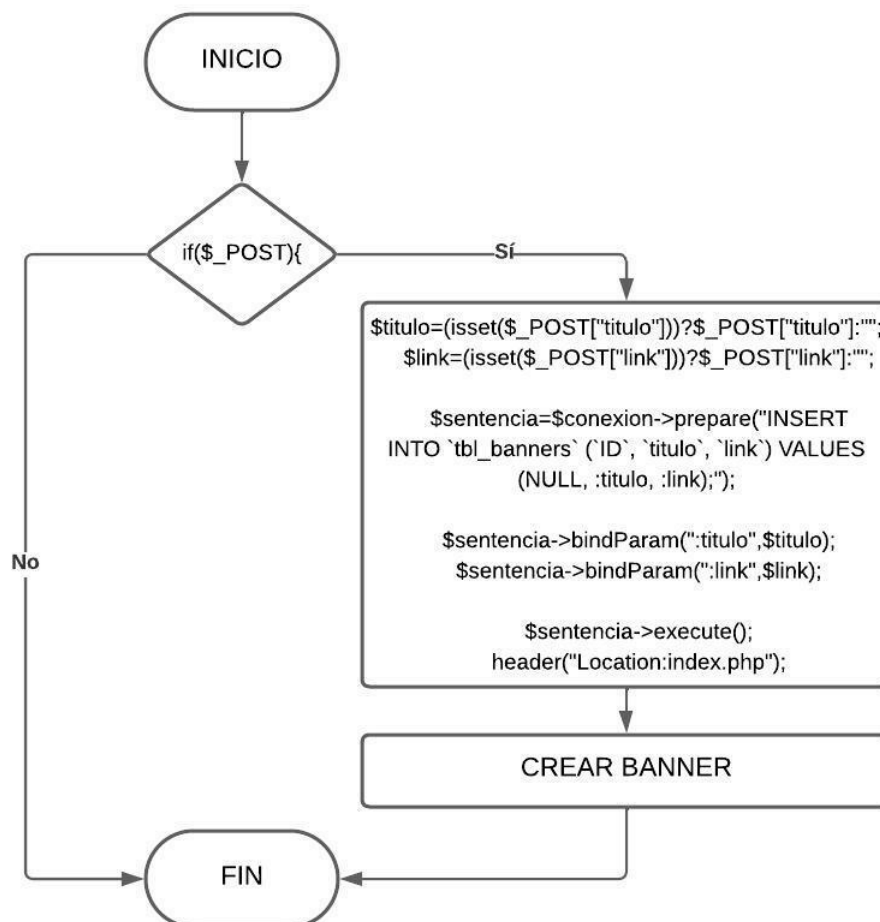 INICIO
if($_POST){
Sí
$titulo=(isset($_POST["titulo"]))?$_POST["titulo"]:"";
$link=(isset($_POST["link"]))?$_POST["link"]:"";
$sentencia=$conexion->prepare("INSERT
INTO `tbl_banners` (`ID`, `titulo`, `link`) VALUES
(NULL, :titulo, :link);");
$sentencia->bindParam(":titulo",$titulo);
$sentencia->bindParam(":link",$link);
No
$sentencia->execute();
header("Location:index.php");
CREAR BANNER
FIN